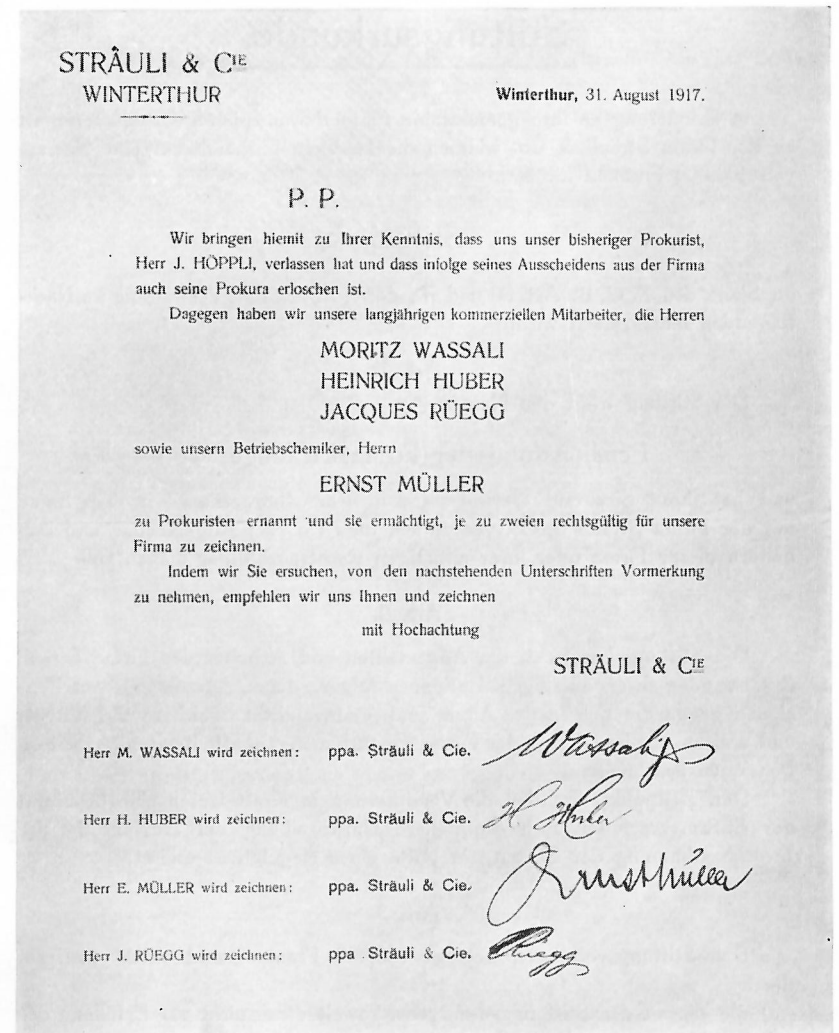 STRÄULI & CIE
WINTERTHUR
Winterthur, 31. August 1917.
P. P.
Wir bringen hiemit zu Ihrer Kenntnis, dass uns unser bisheriger Prokurist,
Herr J. HÖPPLI, verlassen hat und dass infolge seines Ausscheidens aus der Firma
auch seine Prokura erloschen ist.
Dagegen haben wir unsere langjährigen kommerziellen Mitarbeiter, die Herren
MORITZ WASSALI
HEINRICH HUBER
JACQUES RÜEGG
sowie unsern Betriebschemiker, Herrn
ERNST MÜLLER
zu Prokuristen ernannt und sie ermächtigt, je zu zweien rechtsgültig für unsere
Firma zu zeichnen.
Indem wir Sie ersuchen, von den nachstehenden Unterschriften Vormerkung
zu nehmen, empfehlen wir uns Ihnen und zeichnen
mit Hochachtung
STRÄULI & CIE
Herr M. WASSALI wird zeichnen: ppa. Sträuli & Cie. Wassali
Herr H. HUBER wird zeichnen: ppa. Sträuli & Cie. H. Huber
Herr E. MÜLLER wird zeichnen: ppa. Sträuli & Cie. Ernst Müller
Herr J. RÜEGG wird zeichnen: ppa. Sträuli & Cie. Rüegg